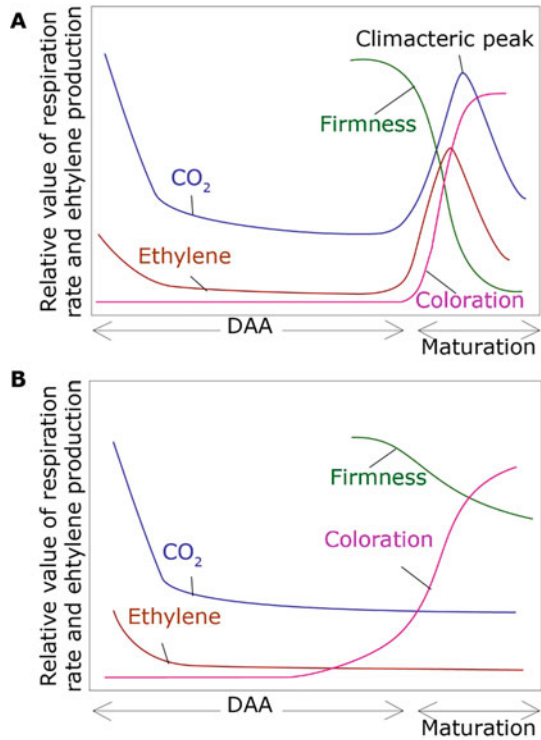 A
Relative value of respiration
rate and ehtylene production
Climacteric peak
Firmness
CO₂
Ethylene
Coloration
DAA
Maturation
B
Relative value of respiration
rate and ehtylene production
Firmness
Coloration
CO₂
Ethylene
DAA
Maturation